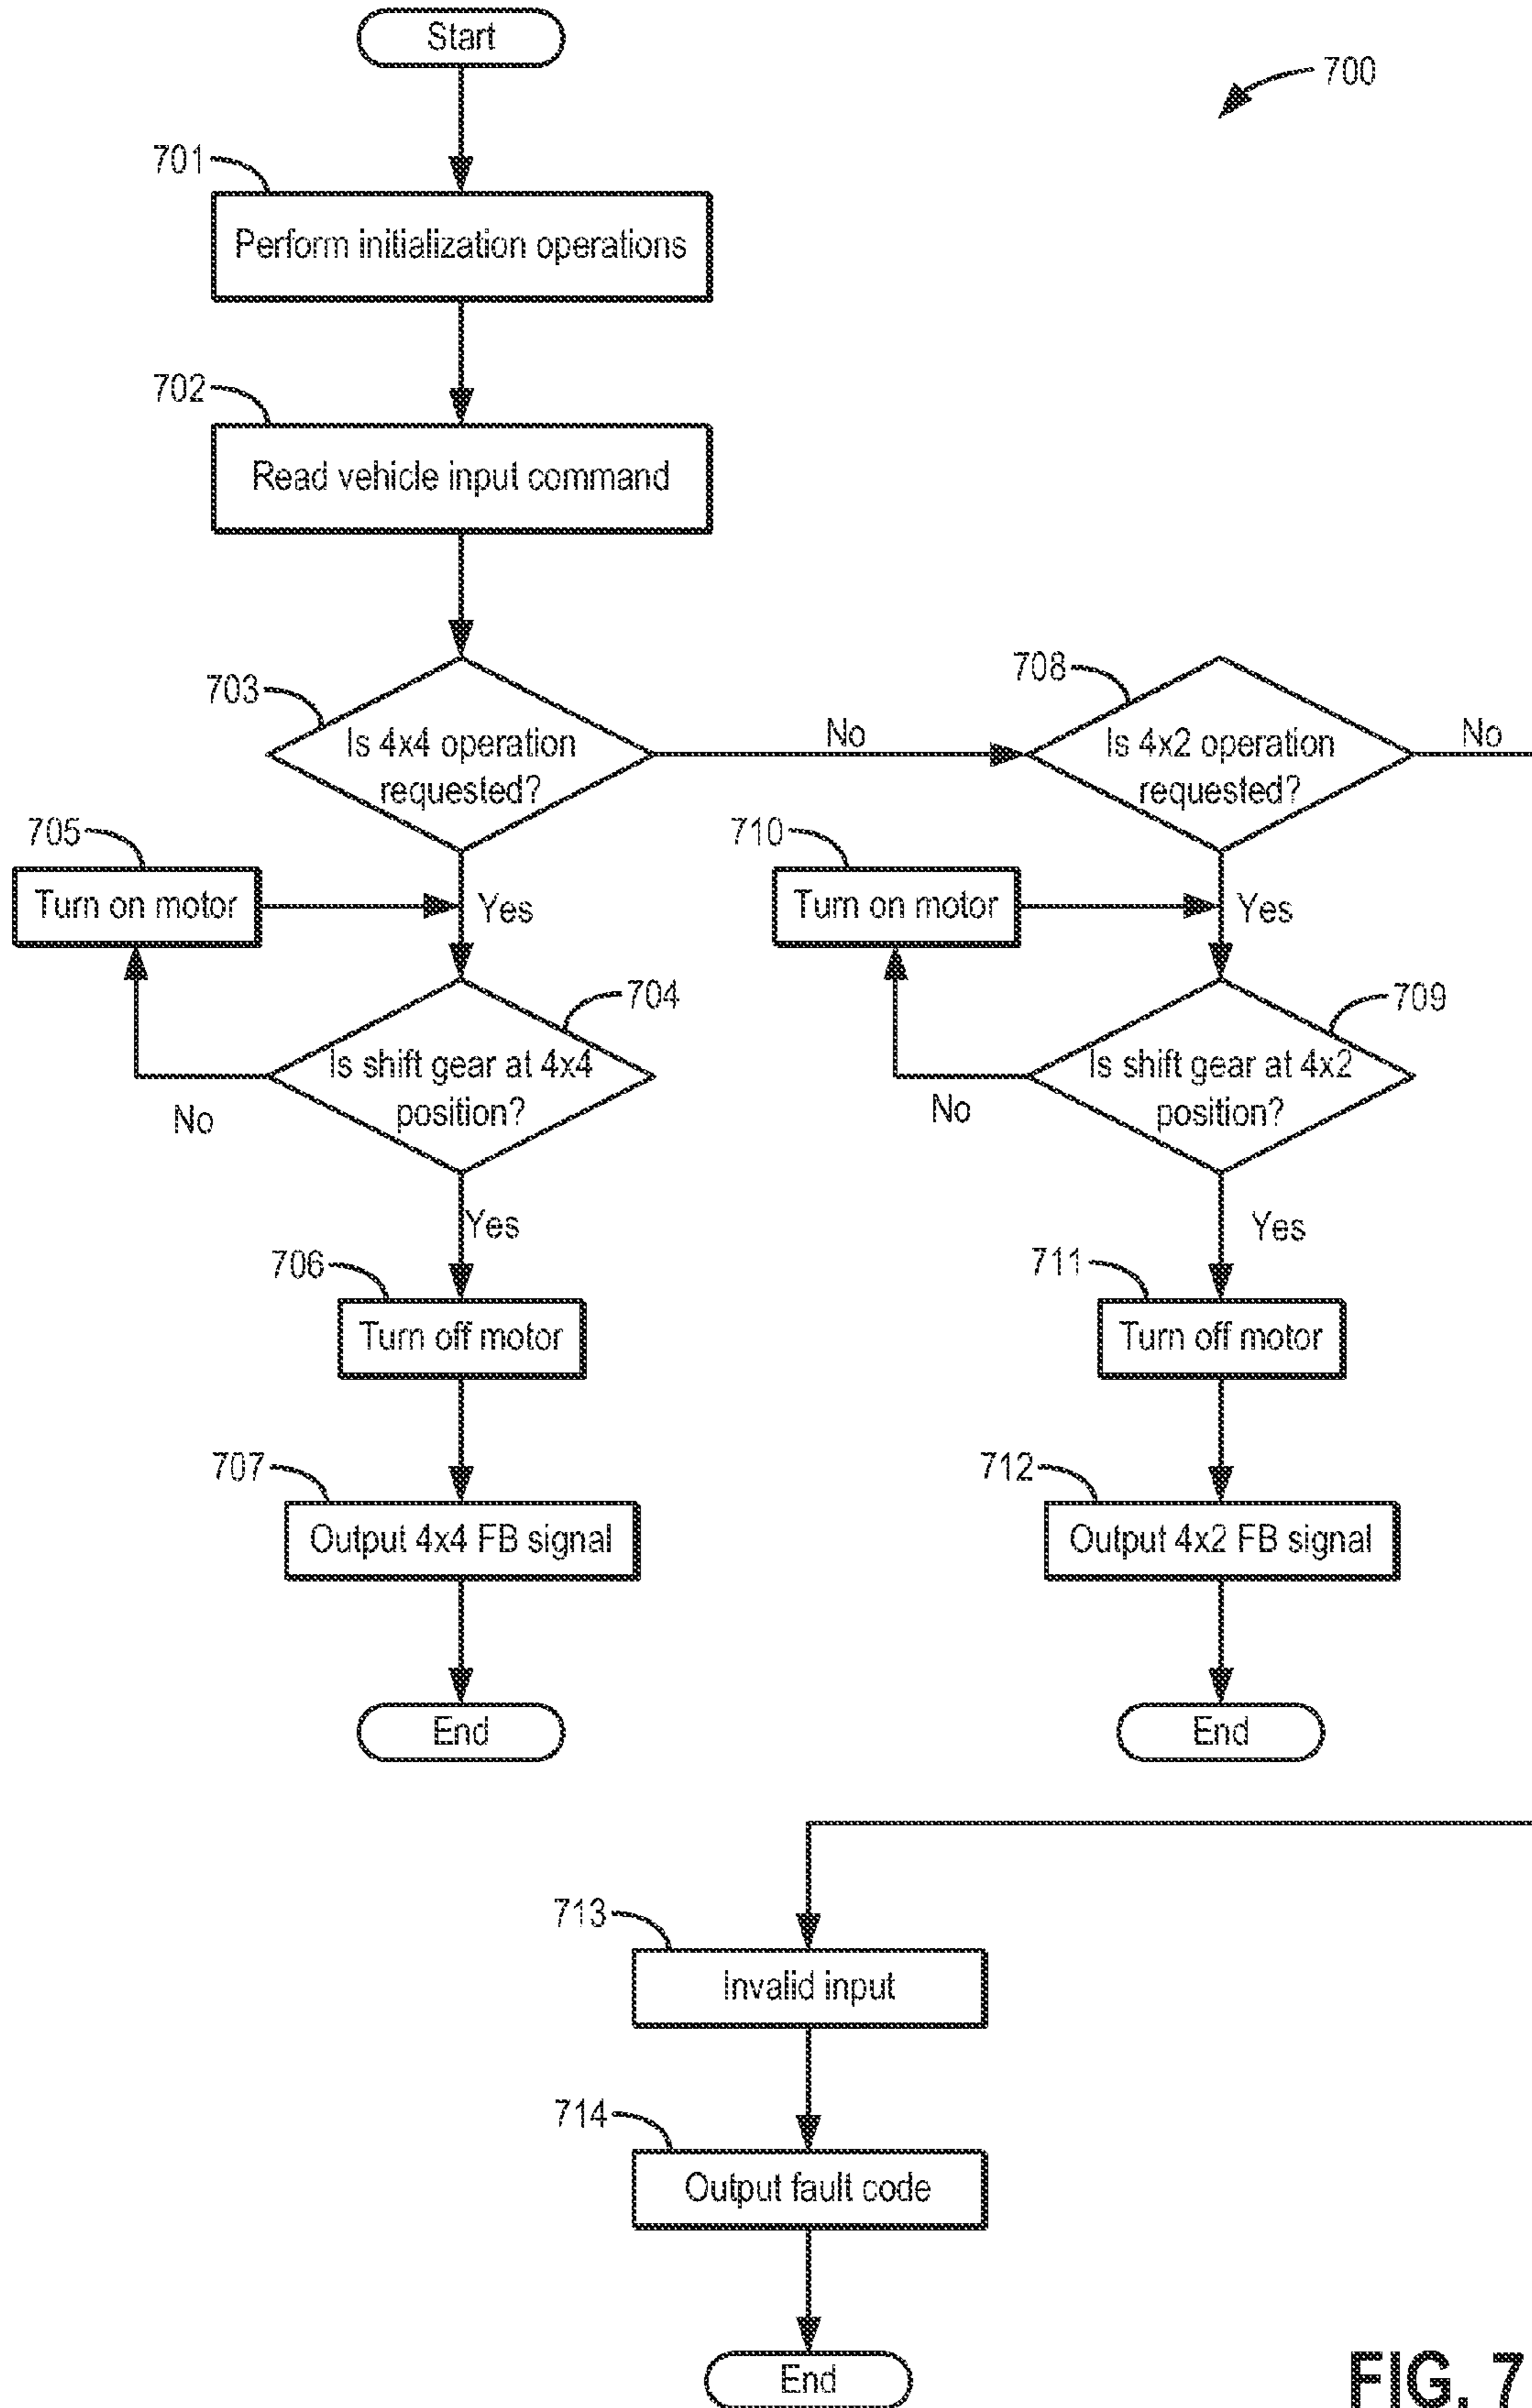 Start
700
701
Perform initialization operations
702
Read vehicle input command
703
Is 4x4 operation
requested?
No
708
Is 4x2 operation
requested?
No
705
Turn on motor
Yes
710
Turn on motor
Yes
704
Is shift gear at 4x4
position?
No
709
Is shift gear at 4x2
position?
No
Yes
Yes
706
Turn off motor
711
Turn off motor
707
Output 4x4 FB signal
712
Output 4x2 FB signal
End
End
713
Invalid input
714
Output fault code
End
FIG. 7